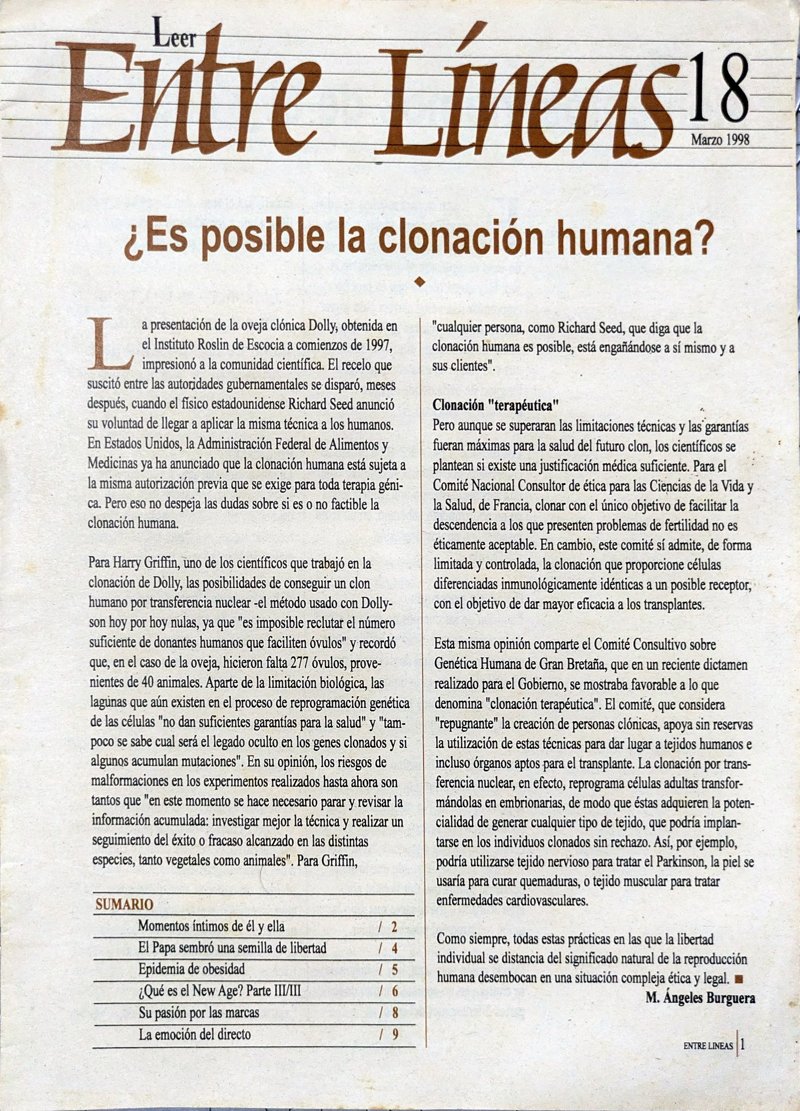 Leer
Entre Líneas
18
Marzo 1998
¿Es posible la clonación humana?
La presentación de la oveja clónica Dolly, obtenida en
el Instituto Roslin de Escocia a comienzos de 1997,
impresionó a la comunidad científica. El recelo que
suscitó entre las autoridades gubernamentales se disparó, meses
después, cuando el físico estadounidense Richard Seed anunció
su voluntad de llegar a aplicar la misma técnica a los humanos.
En Estados Unidos, la Administración Federal de Alimentos y
Medicinas ya ha anunciado que la clonación humana está sujeta a
la misma autorización previa que se exige para toda terapia géni-
ca. Pero eso no despeja las dudas sobre si es o no factible la
clonación humana.
Para Harry Griffin, uno de los científicos que trabajó en la
clonación de Dolly, las posibilidades de conseguir un clon
humano por transferencia nuclear -el método usado con Dolly-
son hoy por hoy nulas, ya que "es imposible reclutar el número
suficiente de donantes humanos que faciliten óvulos" y recordó
que, en el caso de la oveja, hicieron falta 277 óvulos, prove-
nientes de 40 animales. Aparte de la limitación biológica, las
lagunas que aún existen en el proceso de reprogramación genética
de las células "no dan suficientes garantías para la salud" y "tam-
poco se sabe cual será el legado oculto en los genes clonados y si
algunos acumulan mutaciones". En su opinión, los riesgos de
malformaciones en los experimentos realizados hasta ahora son
tantos que "en este momento se hace necesario parar y revisar la
información acumulada: investigar mejor la técnica y realizar un
seguimiento del éxito o fracaso alcanzado en las distintas
especies, tanto vegetales como animales". Para Griffin,
SUMARIO
Momentos íntimos de él y ella / 2
El Papa sembró una semilla de libertad / 4
Epidemia de obesidad / 5
¿Qué es el New Age? Parte III/III / 6
Su pasión por las marcas / 8
La emoción del directo / 9
"cualquier persona, como Richard Seed, que diga que la
clonación humana es posible, está engañándose a sí mismo y a
sus clientes".
Clonación "terapéutica"
Pero aunque se superaran las limitaciones técnicas y las garantías
fueran máximas para la salud del futuro clon, los científicos se
plantean si existe una justificación médica suficiente. Para el
Comité Nacional Consultor de ética para las Ciencias de la Vida y
la Salud, de Francia, clonar con el único objetivo de facilitar la
descendencia a los que presenten problemas de fertilidad no es
éticamente aceptable. En cambio, este comité sí admite, de forma
limitada y controlada, la clonación que proporcione células
diferenciadas inmunológicamente idénticas a un posible receptor,
con el objetivo de dar mayor eficacia a los transplantes.
Esta misma opinión comparte el Comité Consultivo sobre
Genética Humana de Gran Bretaña, que en un reciente dictamen
realizado para el Gobierno, se mostraba favorable a lo que
denomina "clonación terapéutica". El comité, que considera
"repugnante" la creación de personas clónicas, apoya sin reservas
la utilización de estas técnicas para dar lugar a tejidos humanos e
incluso órganos aptos para el transplante. La clonación por trans-
ferencia nuclear, en efecto, reprograma células adultas transfor-
mándolas en embrionarias, de modo que éstas adquieren la poten-
cialidad de generar cualquier tipo de tejido, que podría implan-
tarse en los individuos clonados sin rechazo. Así, por ejemplo,
podría utilizarse tejido nervioso para tratar el Parkinson, la piel se
usaría para curar quemaduras, o tejido muscular para tratar
enfermedades cardiovasculares.
Como siempre, todas estas prácticas en las que la libertad
individual se distancia del significado natural de la reproducción
humana desembocan en una situación compleja ética y legal.
M. Ángeles Burguera
ENTRE LINEAS 1